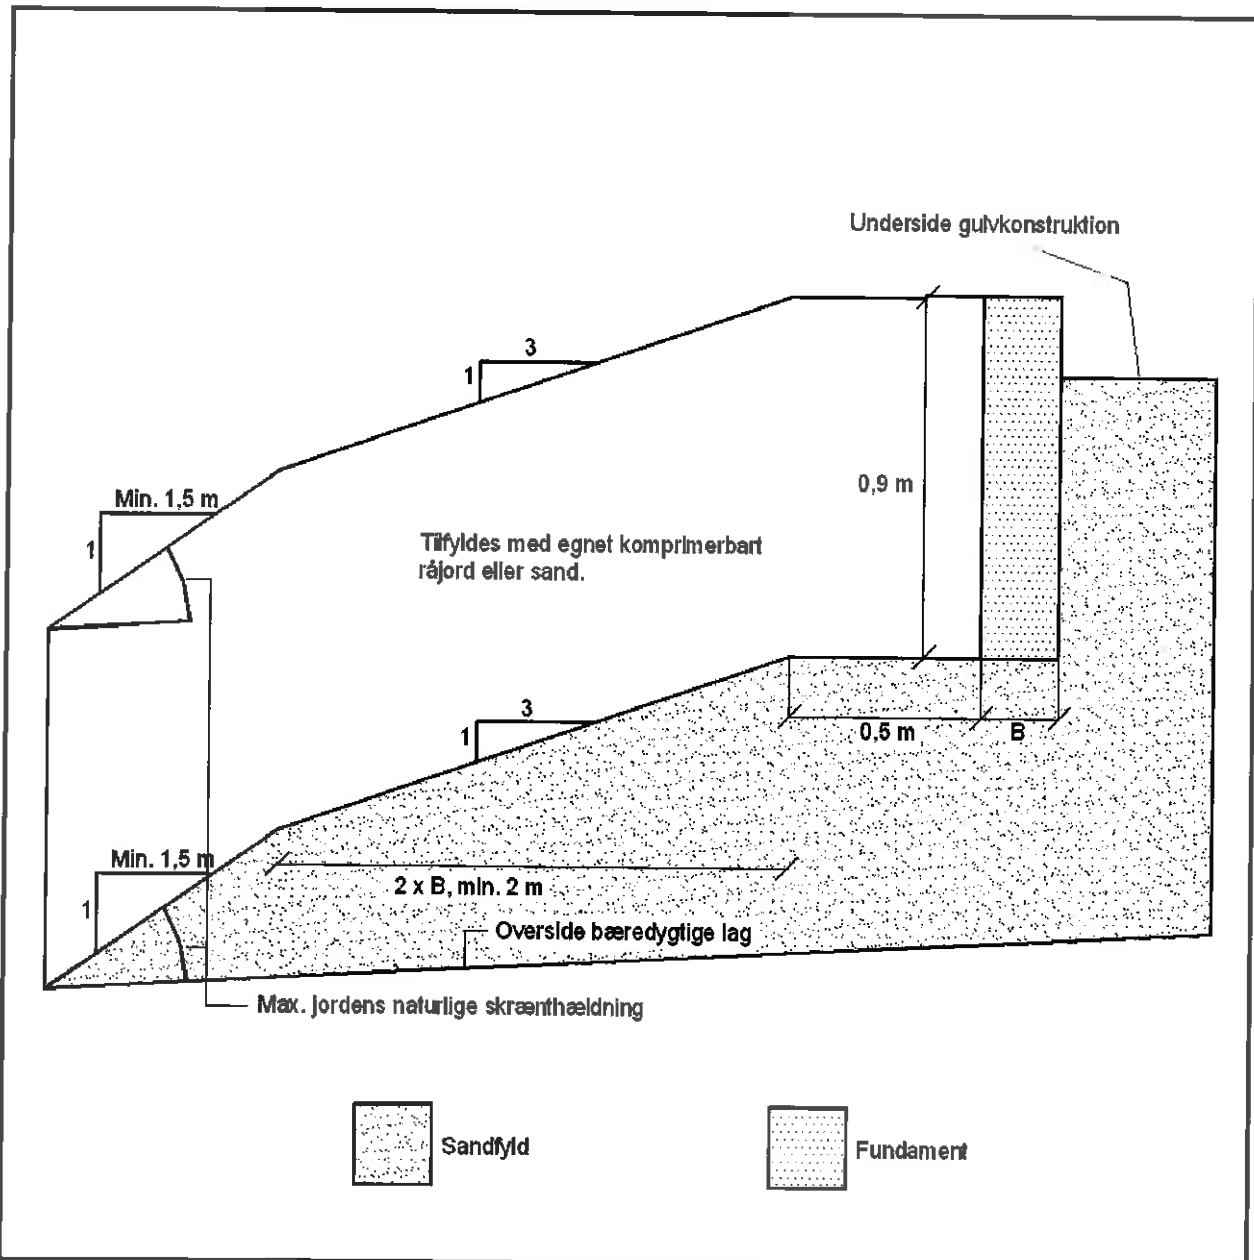 Underside gulvkonstruktion
3
1
Min. 1,5 m
1
0,9 m
Tilfyldes med egnet komprimerbart
råjord eller sand.
3
1
0,5 m
B
Min. 1,5 m
1
2 x B, min. 2 m
Overside bæredygtige lag
Max. jordens naturlige skrænthældning
Sandfyld
Fundament